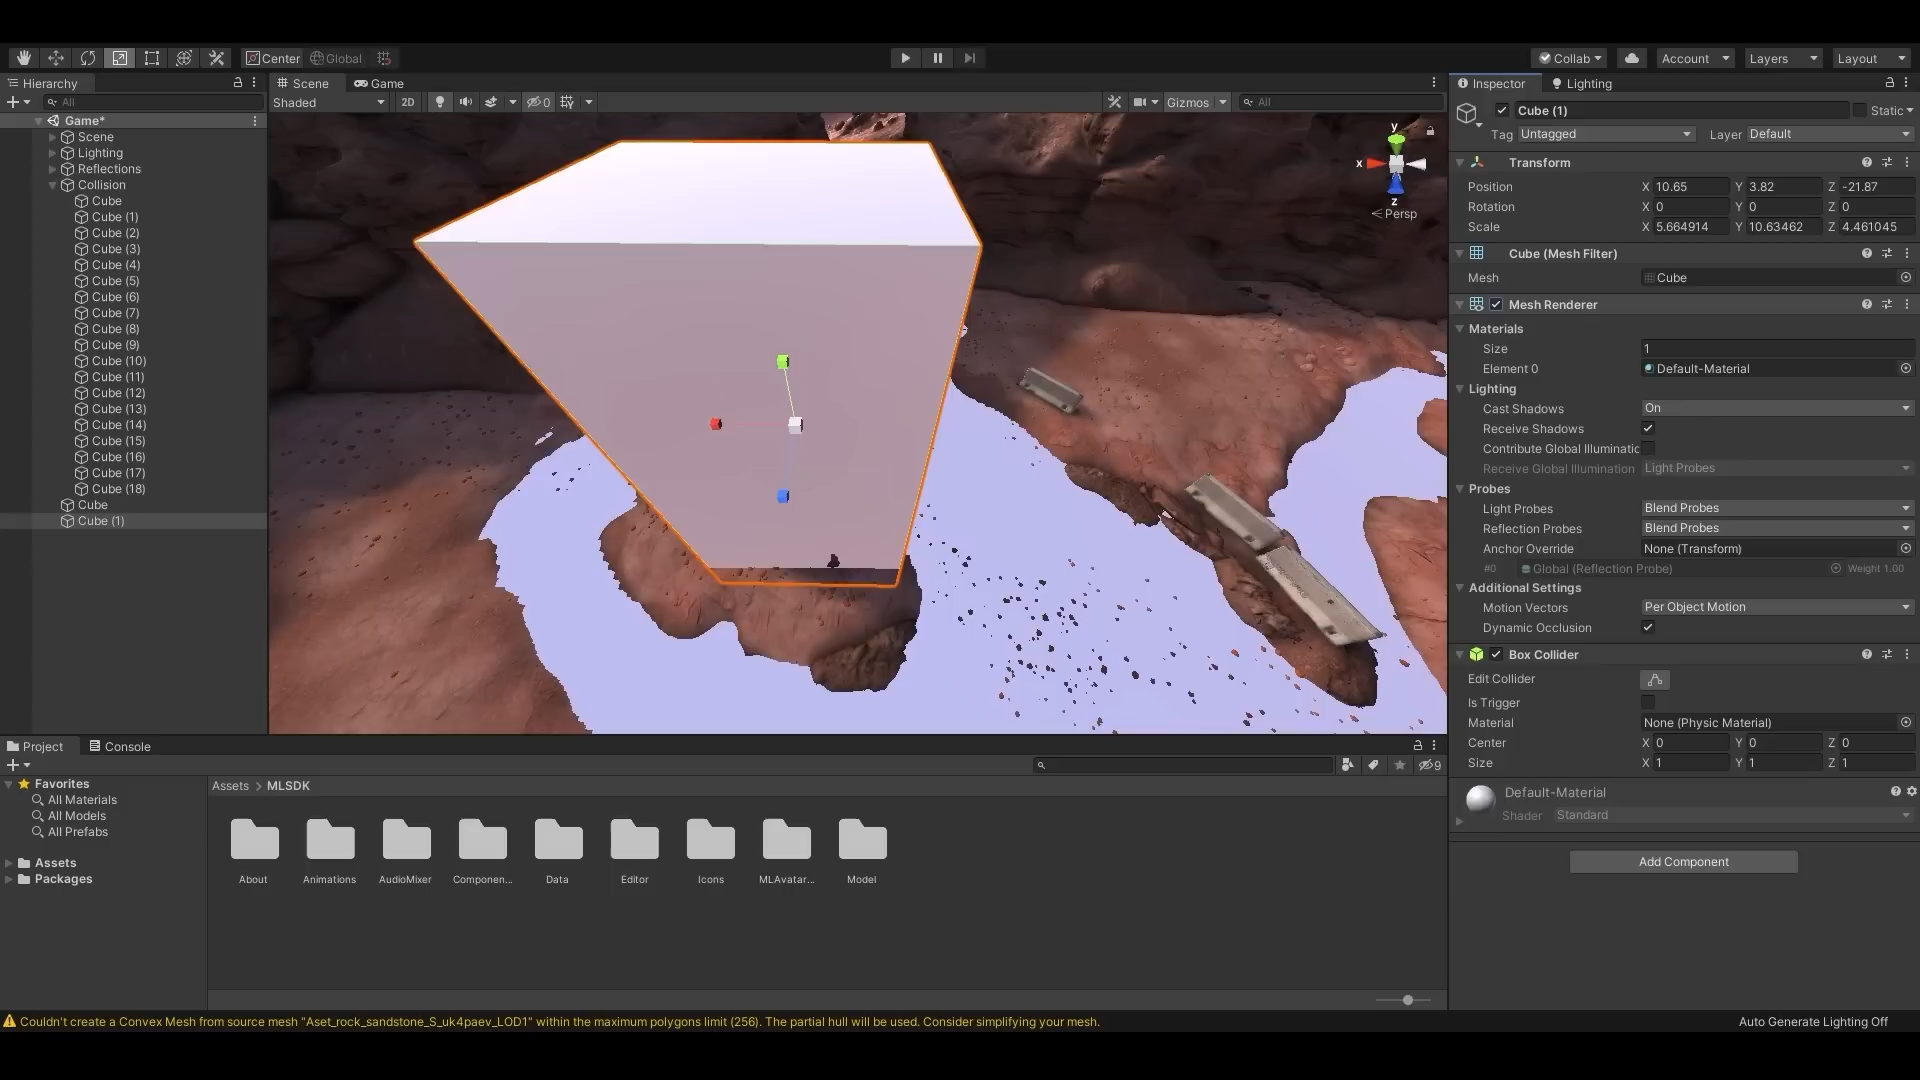 Center Global Collab Account Layers Layout
Hierarchy
All
Game*
Scene
Lighting
Reflections
Collision
Cube
Cube (1)
Cube (2)
Cube (3)
Cube (4)
Cube (5)
Cube (6)
Cube (7)
Cube (8)
Cube (9)
Cube (10)
Cube (11)
Cube (12)
Cube (13)
Cube (14)
Cube (15)
Cube (16)
Cube (17)
Cube (18)
Cube
Cube (1)
Scene Game
Shaded 2D 0 Gizmos All
y
x
z
Persp
Inspector Lighting
Cube (1) Static
Tag Untagged Layer Default
Transform
Position X 10.65 Y 3.82 Z -21.87
Rotation X 0 Y 0 Z 0
Scale X 5.664914 Y 10.63462 Z 4.461045
Cube (Mesh Filter)
Mesh Cube
Mesh Renderer
Materials
Size 1
Element 0 Default-Material
Lighting
Cast Shadows On
Receive Shadows
Contribute Global Illuminatic
Receive Global Illumination Light Probes
Probes
Light Probes Blend Probes
Reflection Probes Blend Probes
Anchor Override None (Transform)
#0 Global (Reflection Probe) Weight 1.00
Additional Settings
Motion Vectors Per Object Motion
Dynamic Occlusion
Box Collider
Edit Collider
Is Trigger
Material None (Physic Material)
Center X 0 Y 0 Z 0
Size X 1 Y 1 Z 1
Default-Material
Shader Standard
Add Component
Project Console
9
Favorites
All Materials
All Models
All Prefabs
Assets
Packages
Assets > MLSDK
About Animations AudioMixer Componen... Data Editor Icons MLAvatar... Model
Couldn't create a Convex Mesh from source mesh "Aset_rock_sandstone_S_uk4paev_LOD1" within the maximum polygons limit (256). The partial hull will be used. Consider simplifying your mesh.
Auto Generate Lighting Off